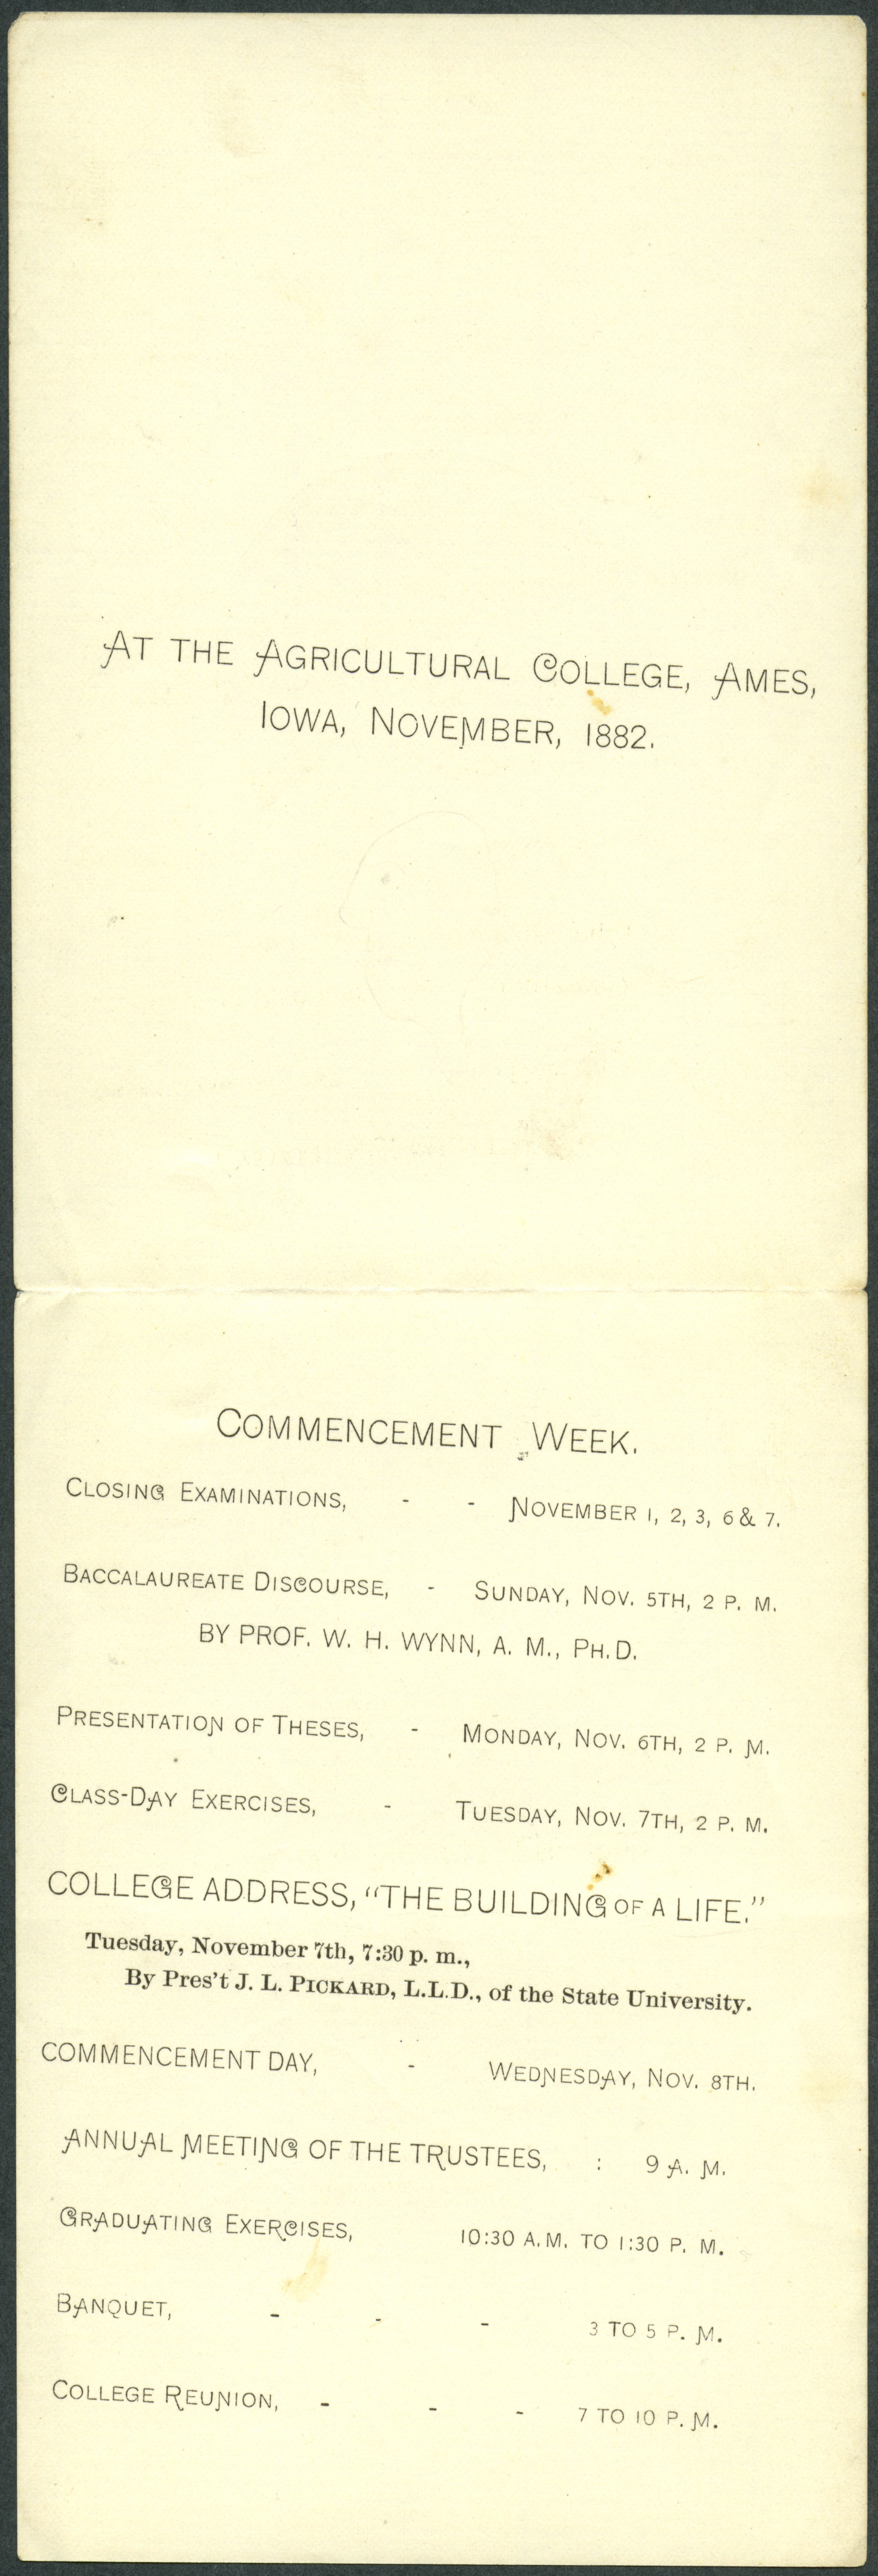 AT THE AGRICULTURAL COLLEGE, AMES,
IOWA, NOVEMBER, 1882.
COMMENCEMENT WEEK.
CLOSING EXAMINATIONS, - - NOVEMBER 1, 2, 3, 6 & 7.
BACCALAUREATE DISCOURSE, - SUNDAY, NOV. 5TH, 2 P. M.
BY PROF. W. H. WYNN, A. M., PH. D.
PRESENTATION OF THESES, - MONDAY, NOV. 6TH, 2 P. M.
CLASS-DAY EXERCISES, - TUESDAY, NOV. 7TH, 2 P. M.
COLLEGE ADDRESS, "THE BUILDING OF A LIFE."
Tuesday, November 7th, 7:30 p. m.,
By Pres't J. L. PICKARD, L.L.D., of the State University.
COMMENCEMENT DAY, - WEDNESDAY, NOV. 8TH.
ANNUAL MEETING OF THE TRUSTEES, : 9 A. M.
GRADUATING EXERCISES, 10:30 A.M. TO 1:30 P. M.
BANQUET, - - - 3 TO 5 P. M.
COLLEGE REUNION, - - - 7 TO 10 P. M.